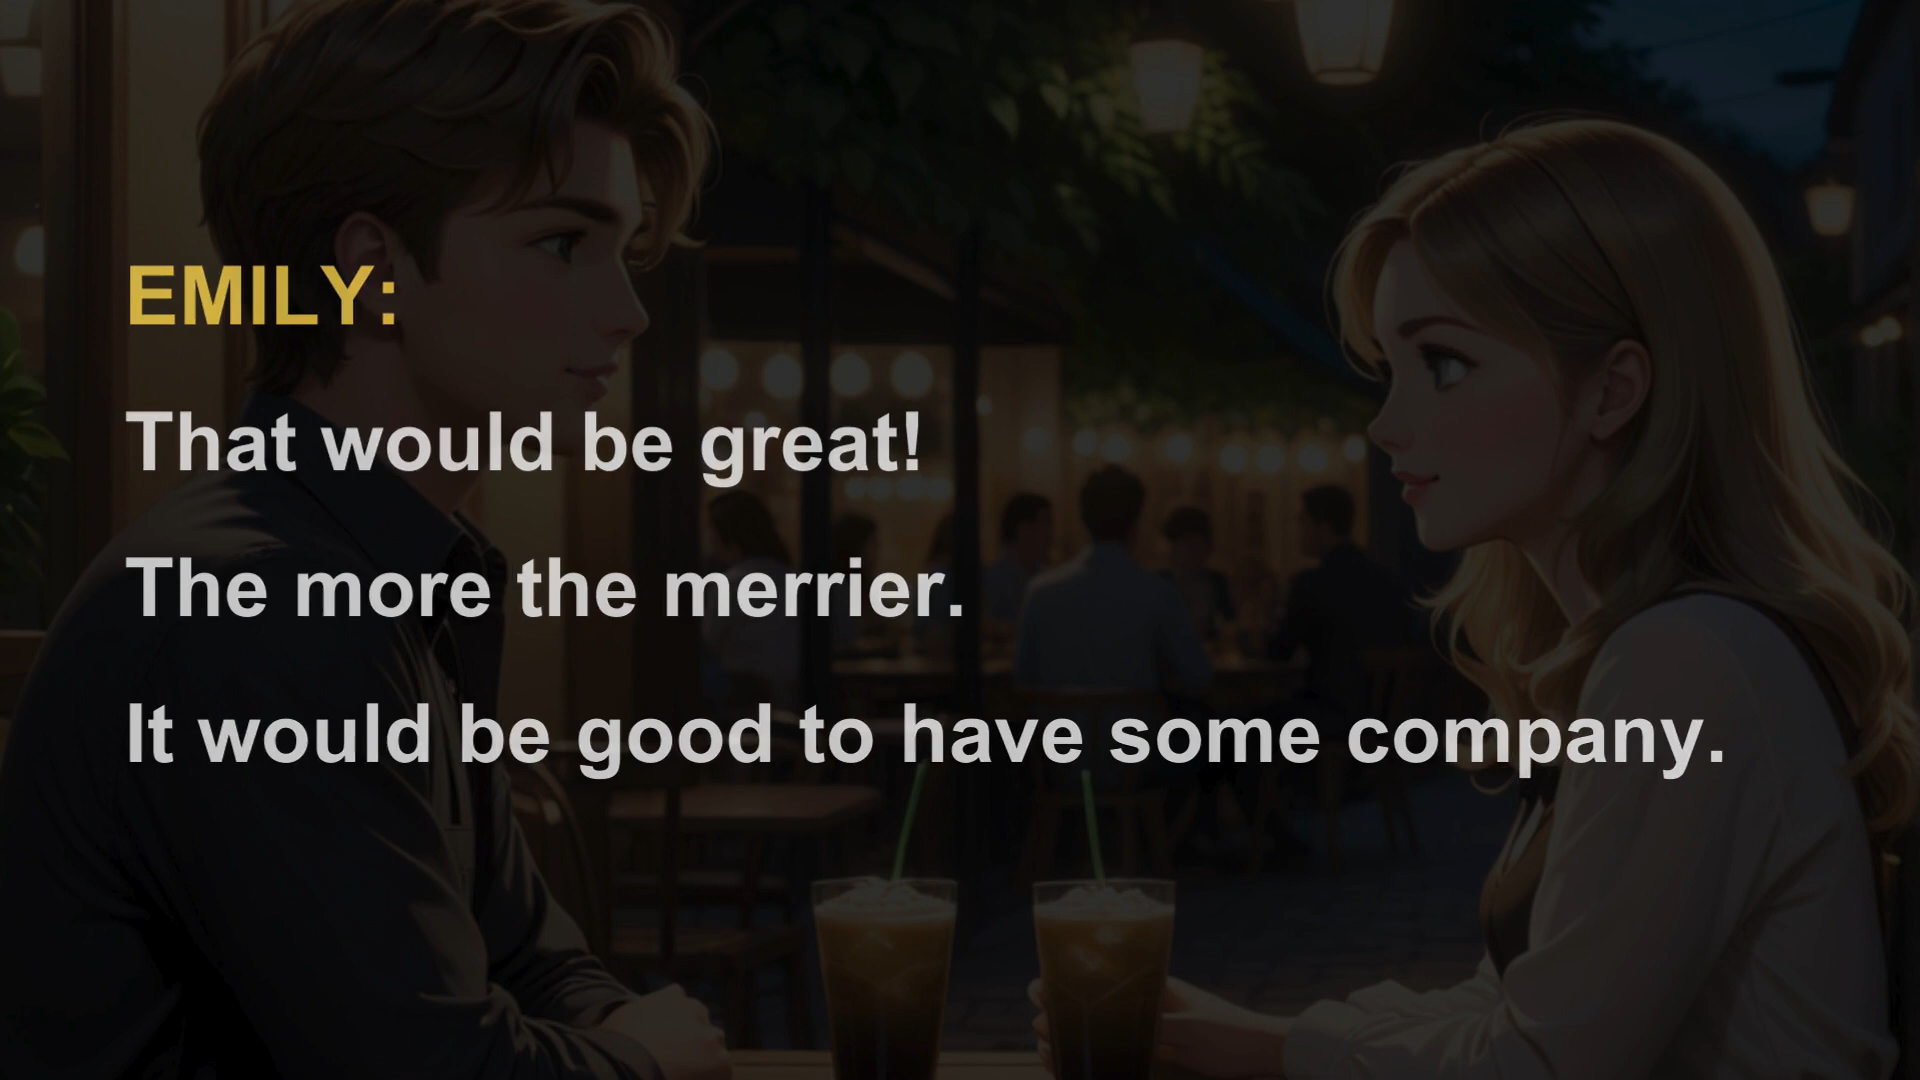 EMILY:
That would be great!
The more the merrier.
It would be good to have some company.